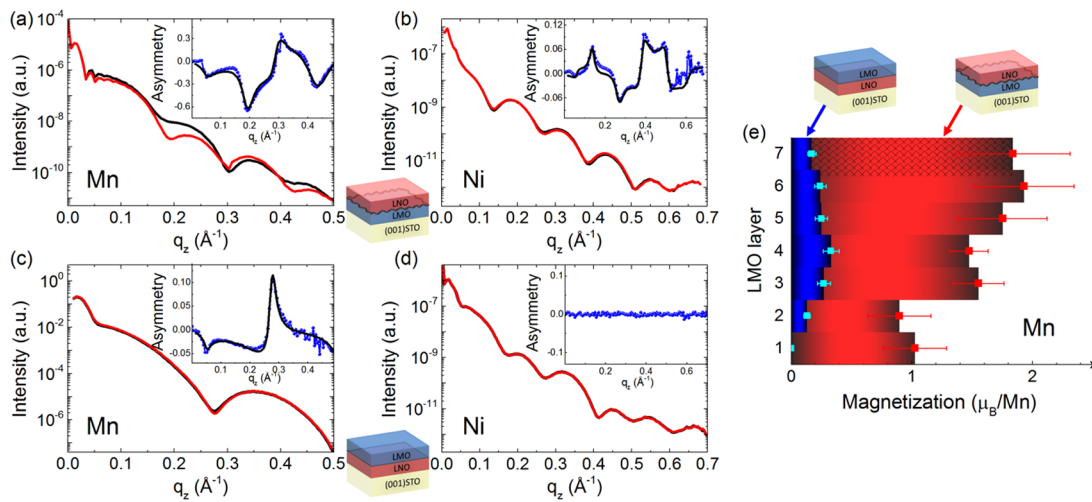 (a)
Intensity (a.u.)
10⁻⁴
10⁻⁶
10⁻⁸
10⁻¹⁰
Mn
0.0 0.1 0.2 0.3 0.4 0.5
q_z (Å⁻¹)
Asymmetry
0.3
0.0
-0.3
-0.6
0.1 0.2 0.3 0.4
q_z (Å⁻¹)
LNO
LMO
(001)STO
(b)
Intensity (a.u.)
10⁻⁷
10⁻⁹
10⁻¹¹
Ni
0.0 0.1 0.2 0.3 0.4 0.5 0.6 0.7
q_z (Å⁻¹)
Asymmetry
0.12
0.06
0.00
-0.06
0.2 0.4 0.6
q_z (Å⁻¹)
(c)
Intensity (a.u.)
10⁰
10⁻²
10⁻⁴
10⁻⁶
Mn
0.0 0.1 0.2 0.3 0.4 0.5
q_z (Å⁻¹)
Asymmetry
0.10
0.05
0.00
-0.05
0.1 0.2 0.3 0.4
q_z (Å⁻¹)
LMO
LNO
(001)STO
(d)
Intensity (a.u.)
10⁻⁷
10⁻⁹
10⁻¹¹
Ni
0.0 0.1 0.2 0.3 0.4 0.5 0.6 0.7
q_z (Å⁻¹)
Asymmetry
0.1
0.0
-0.1
0.2 0.4 0.6
q_z (Å⁻¹)
LMO
LNO
(001)STO
LNO
LMO
(001)STO
(e)
LMO layer
7
6
5
4
3
2
1
Mn
0 1 2
Magnetization (μ_B/Mn)